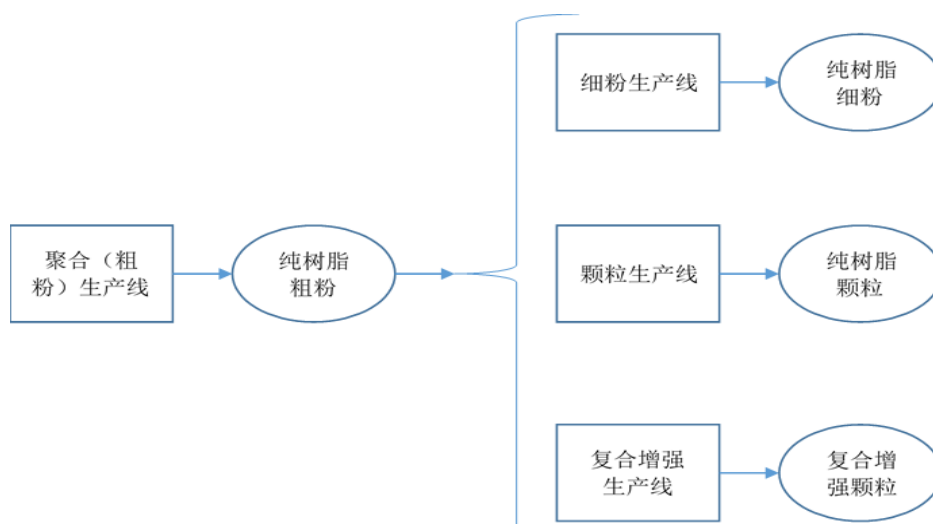 细粉生产线
纯树脂
细粉
聚合（粗
粉）生产线
纯树脂
粗粉
颗粒生产线
纯树脂
颗粒
复合增强
生产线
复合增
强颗粒